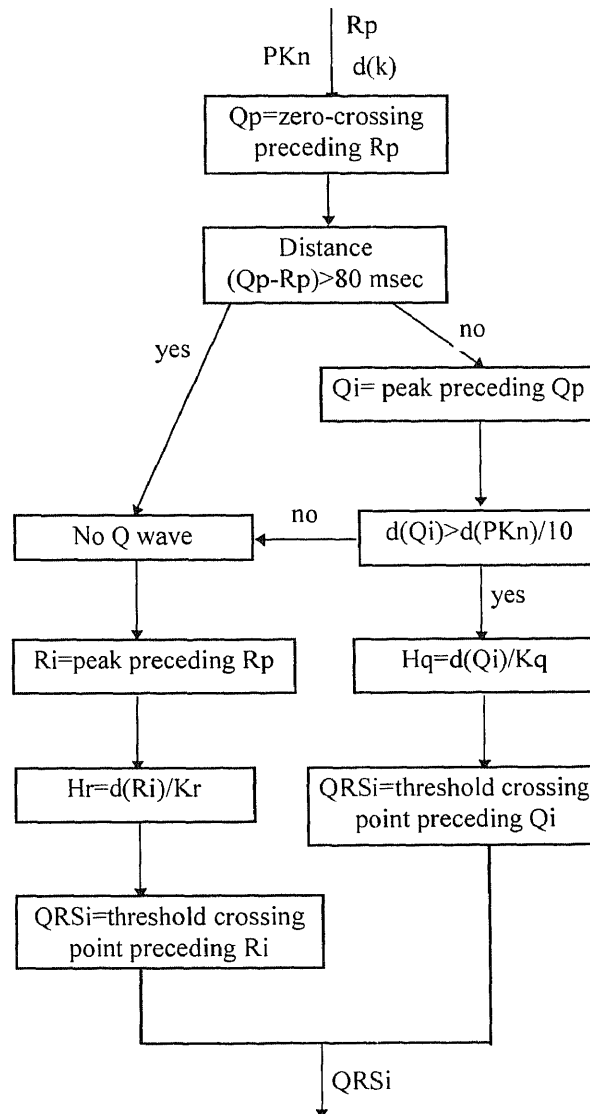 Rp
PKn
d(k)
Qp=zero-crossing
preceding Rp
Distance
(Qp-Rp)>80 msec
yes
no
Qi= peak preceding Qp
No Q wave
no
d(Qi)>d(PKn)/10
yes
Ri=peak preceding Rp
Hq=d(Qi)/Kq
Hr=d(Ri)/Kr
QRSi=threshold crossing
point preceding Qi
QRSi=threshold crossing
point preceding Ri
QRSi